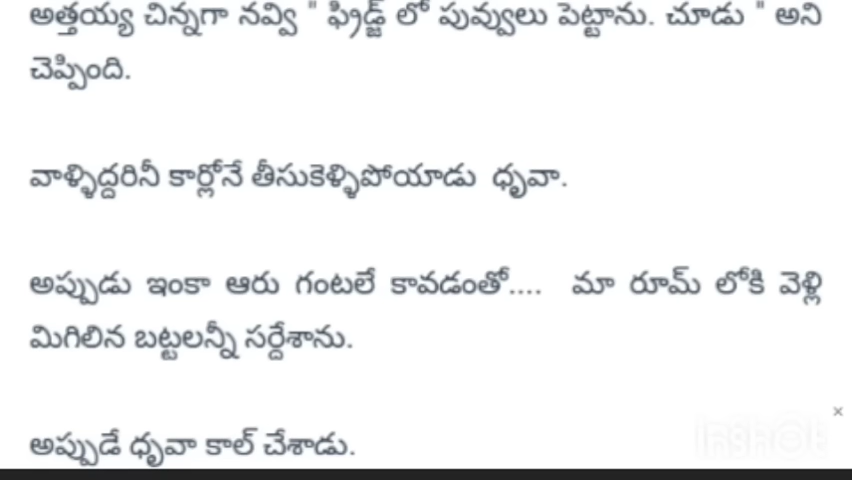 అత్తయ్య చిన్నగా నవ్వి " ఫ్రిడ్జ్ లో పువ్వులు పెట్టాను. చూడు " అని
చెప్పింది.
వాళ్ళిద్దరినీ కార్లోనే తీసుకెళ్ళిపోయాడు ధృవా.
అప్పుడు ఇంకా ఆరు గంటలే కావడంతో.... మా రూమ్ లోకి వెళ్లి
మిగిలిన బట్టలన్నీ సర్దేశాను.
అప్పుడే ధృవా కాల్ చేశాడు.